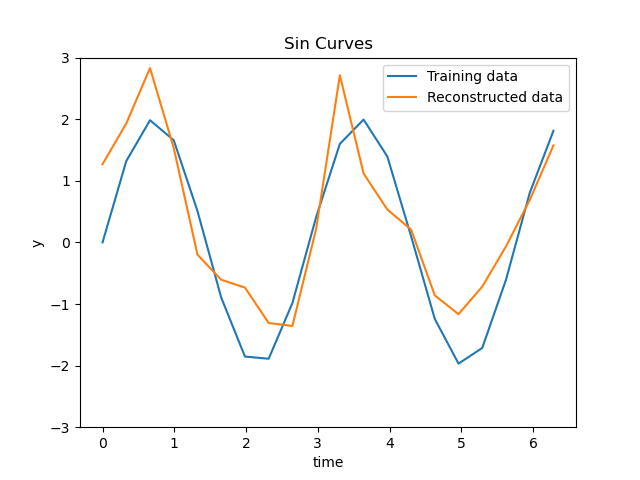 Sin Curves
Training data
Reconstructed data
3
2
1
0
−1
−2
−3
y
0 1 2 3 4 5 6
time